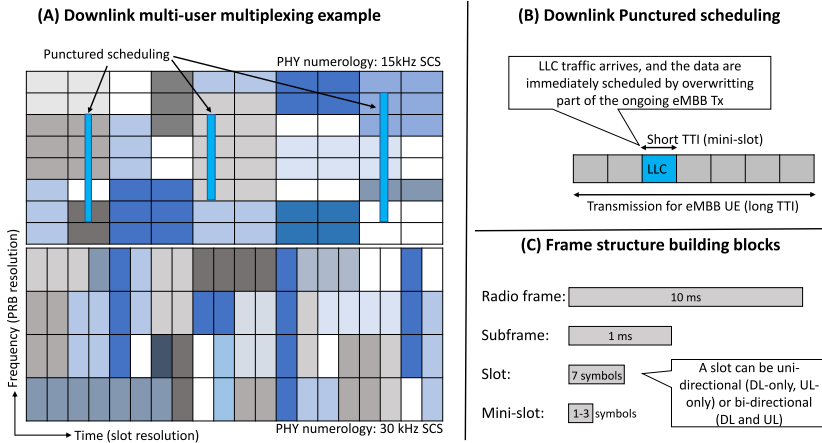 (A) Downlink multi-user multiplexing example
Punctured scheduling
PHY numerology: 15kHz SCS
Frequency (PRB resolution)
Time (slot resolution)
PHY numerology: 30 kHz SCS
(B) Downlink Punctured scheduling
LLC traffic arrives, and the data are
immediately scheduled by overwritting
part of the ongoing eMBB Tx
Short TTI (mini-slot)
LLC
Transmission for eMBB UE (long TTI)
(C) Frame structure building blocks
Radio frame:
10 ms
Subframe:
1 ms
Slot:
7 symbols
Mini-slot:
1-3 symbols
A slot can be uni-
directional (DL-only, UL-
only) or bi-directional
(DL and UL)